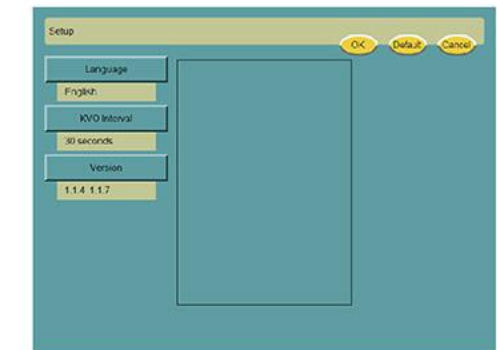 Setup
OK Default Cancel
Language
English
KVO Interval
30 seconds
Version
1.1.4 1.1.7